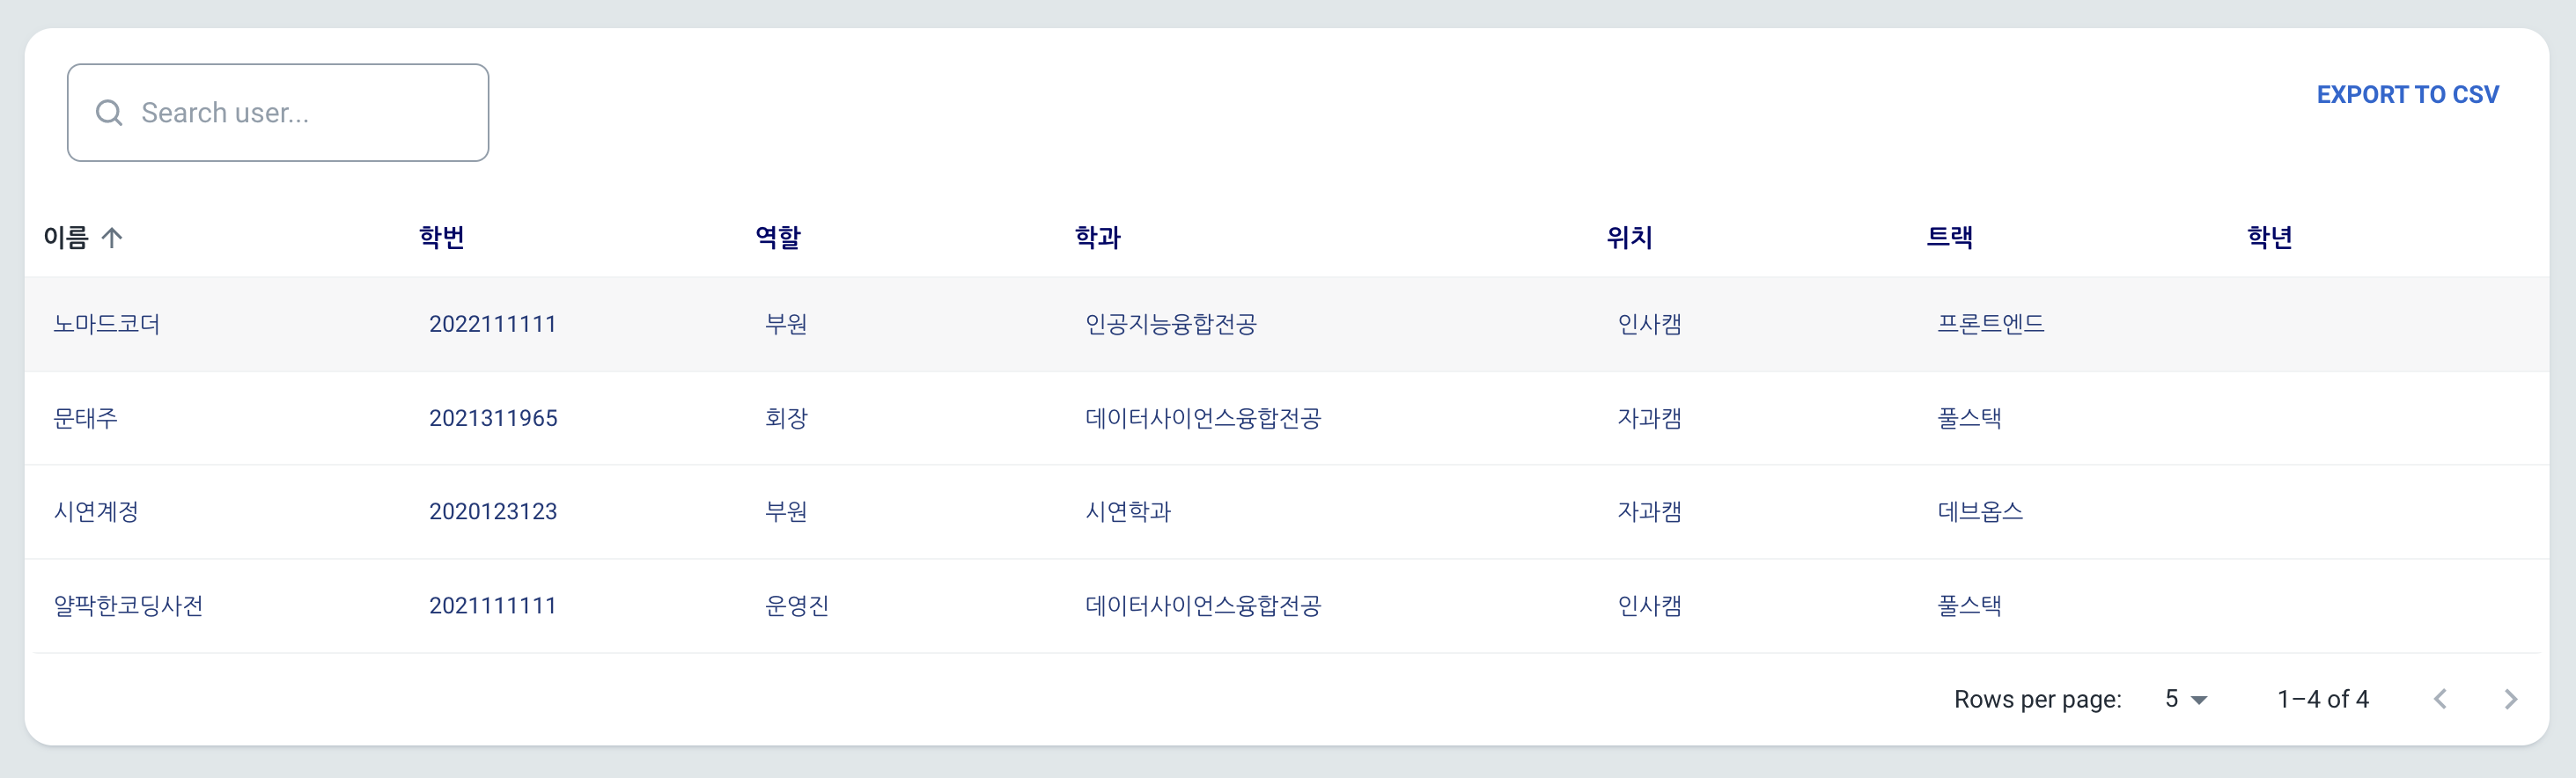 Search user...
EXPORT TO CSV
이름 학번 역할 학과 위치 트랙 학년
노마드코더 2022111111 부원 인공지능융합전공 인사캠 프론트엔드
문태주 2021311965 회장 데이터사이언스융합전공 자과캠 풀스택
시연계정 2020123123 부원 시연학과 자과캠 데브옵스
얄팍한코딩사전 2021111111 운영진 데이터사이언스융합전공 인사캠 풀스택
Rows per page: 5 1–4 of 4